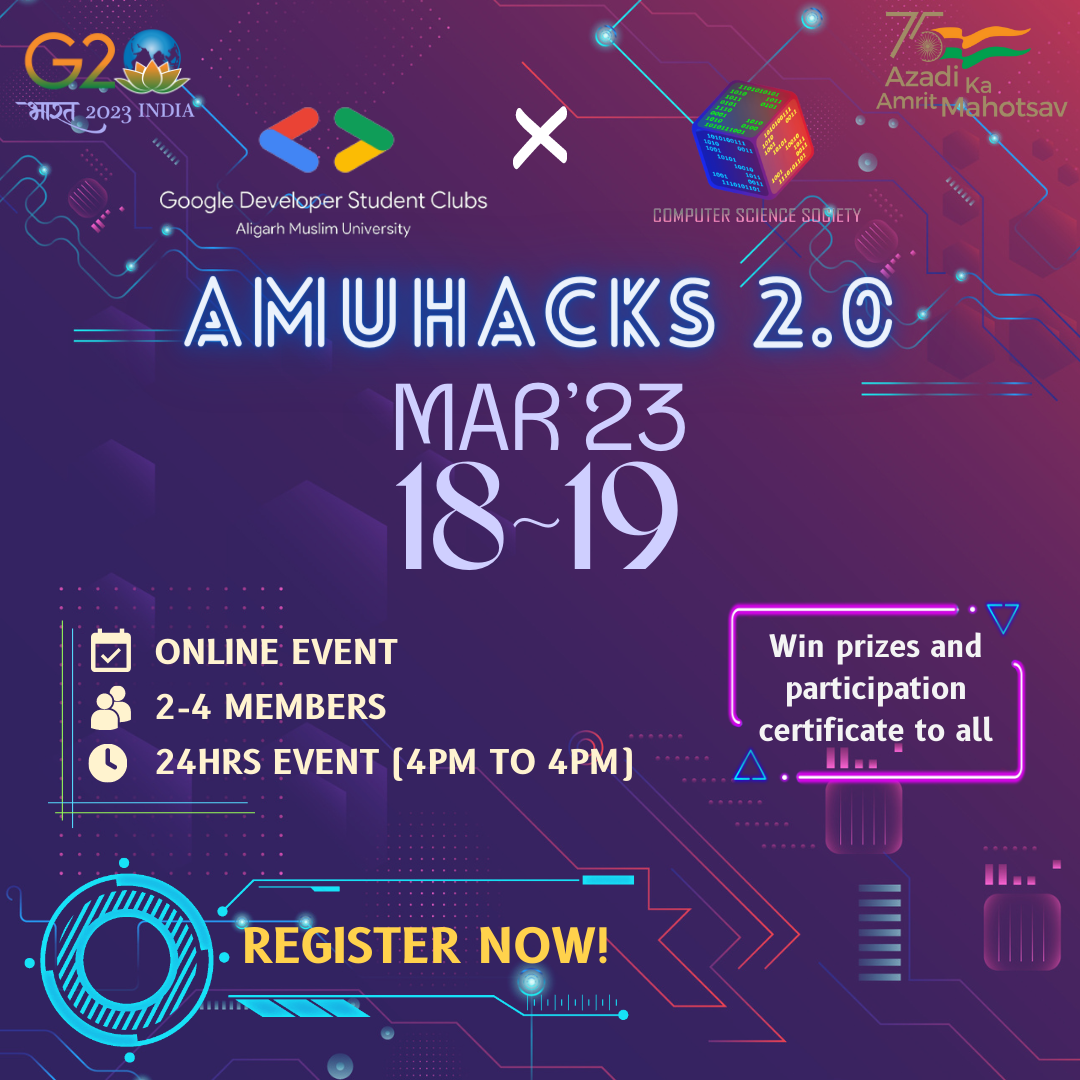 G20
भारत 2023 INDIA
75
Azadi Ka
Amrit Mahotsav
Google Developer Student Clubs
Aligarh Muslim University
X
COMPUTER SCIENCE SOCIETY
AMUHACKS 2.0
MAR'23
18~19
ONLINE EVENT
2-4 MEMBERS
24HRS EVENT (4PM TO 4PM)
Win prizes and
participation
certificate to all
REGISTER NOW!